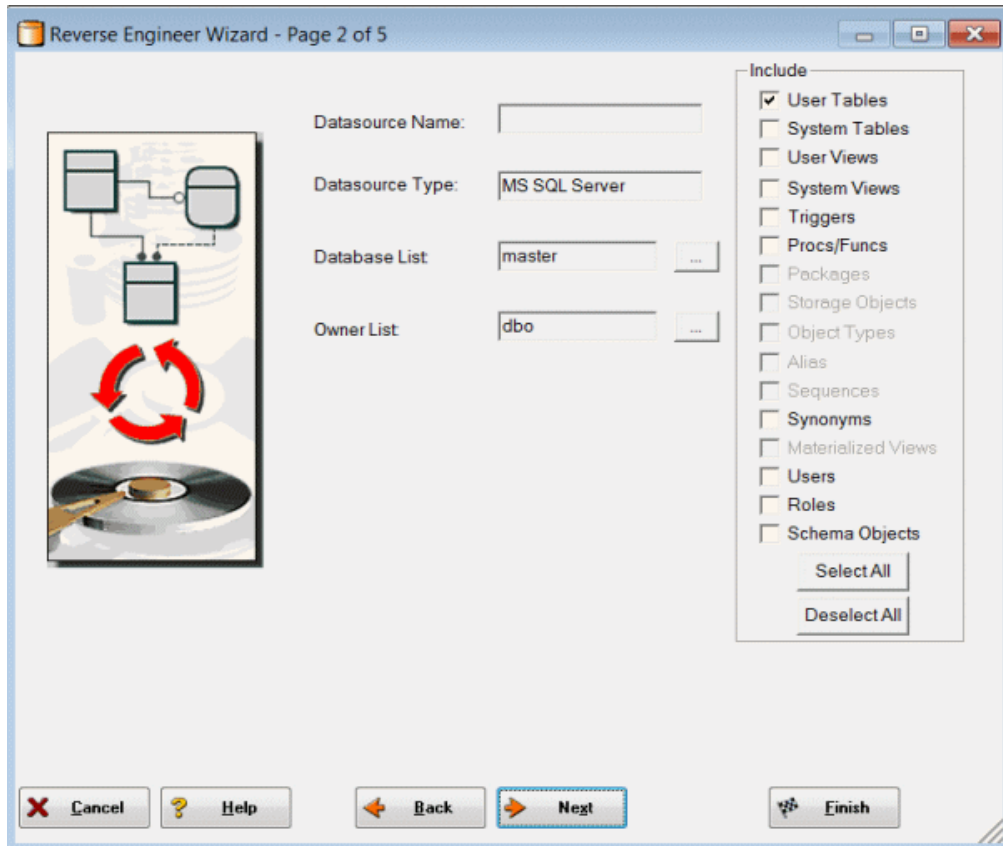 Reverse Engineer Wizard - Page 2 of 5
Datasource Name:
Datasource Type:
MS SQL Server
Database List
master
...
Owner List
dbo
...
Include
User Tables
System Tables
User Views
System Views
Triggers
Procs/Funcs
Packages
Storage Objects
Object Types
Alias
Sequences
Synonyms
Materialized Views
Users
Roles
Schema Objects
Select All
Deselect All
Cancel
Help
Back
Next
Finish